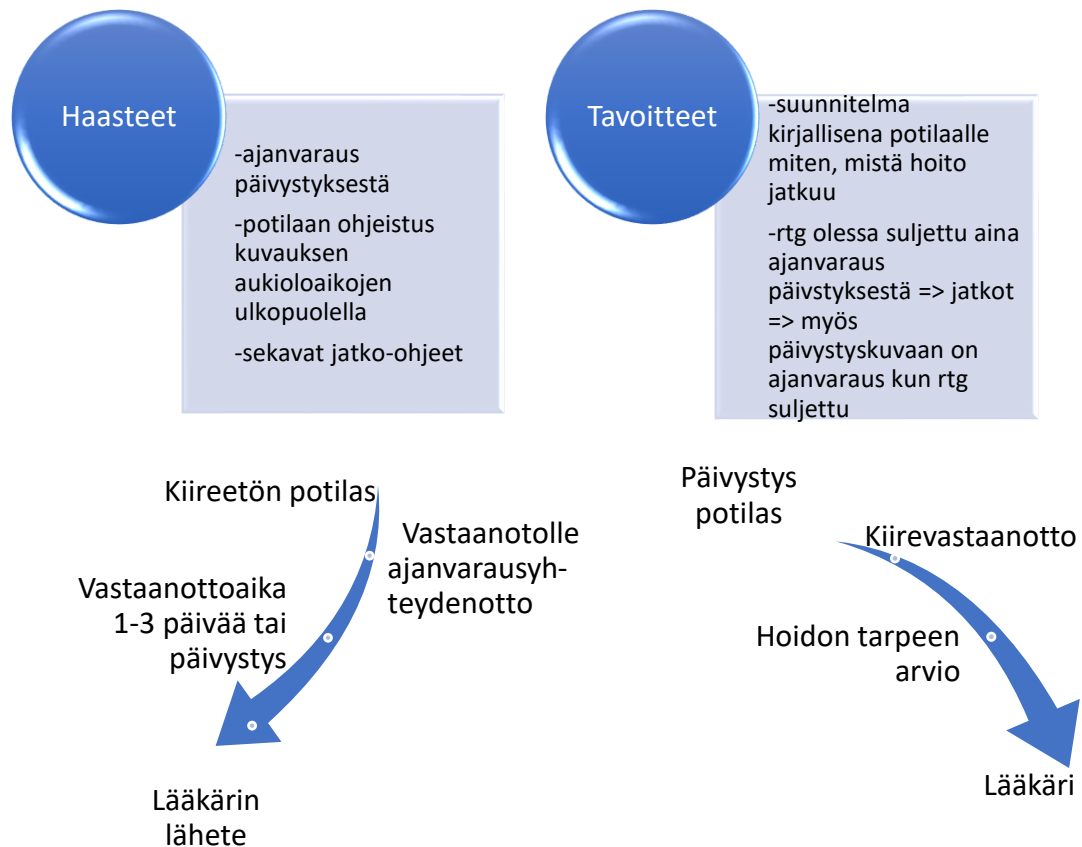 Haasteet
-ajanvaraus
päivystyksestä
-potilaan ohjeistus
kuvauksen
aukioloaikojen
ulkopuolella
-sekavat jatko-ohjeet
Tavoitteet
-suunnitelma
kirjallisena potilaalle
miten, mistä hoito
jatkuu
-rtg olessa suljettu aina
ajanvaraus
päivstyksestä => jatkot
=> myös
päivystyskuvaan on
ajanvaraus kun rtg
suljettu
Kiireetön potilas
Vastaanotolle
ajanvarausyh-
teydenotto
Vastaanottoaika
1-3 päivää tai
päivystys
Lääkärin
lähete
Päivystys
potilas
Kiirevastaanotto
Hoidon tarpeen
arvio
Lääkäri